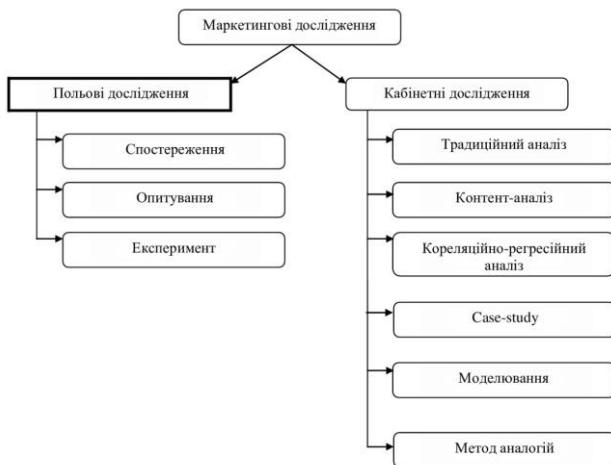 Маркетингові дослідження
Польові дослідження
Спостереження
Опитування
Експеримент
Кабінетні дослідження
Традиційний аналіз
Контент-аналіз
Кореляційно-регресійний
аналіз
Case-study
Моделювання
Метод аналогій